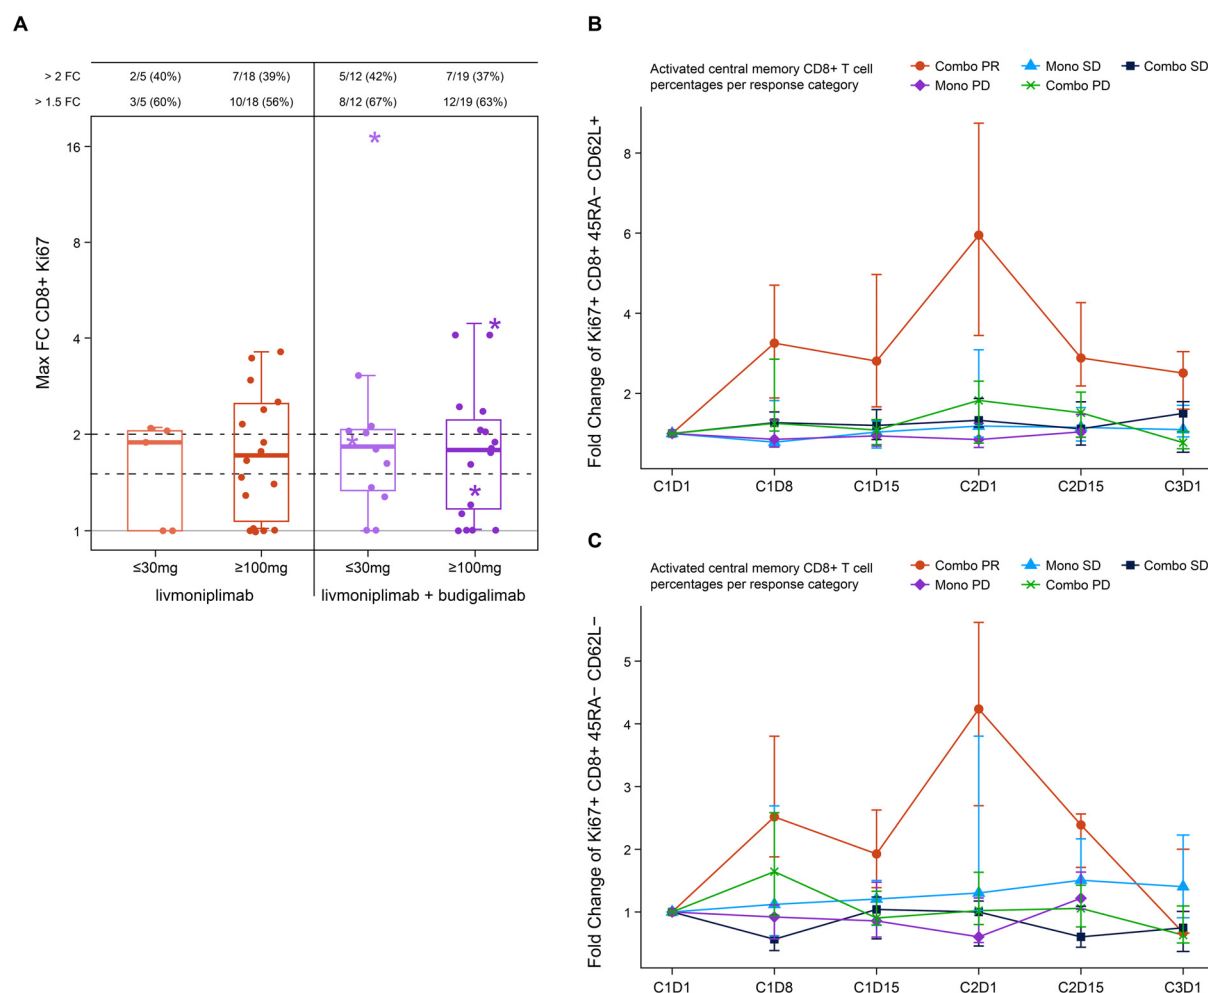 A
> 2 FC 2/5 (40%) 7/18 (39%) 5/12 (42%) 7/19 (37%)
> 1.5 FC 3/5 (60%) 10/18 (56%) 8/12 (67%) 12/19 (63%)
Max FC CD8+ Ki67
16
8
4
2
1
≤30mg ≥100mg ≤30mg ≥100mg
livmoniplimab livmoniplimab + budigalimab
B
Activated central memory CD8+ T cell
percentages per response category
Combo PR Mono SD Combo SD
Mono PD Combo PD
Fold Change of Ki67+ CD8+ 45RA− CD62L+
8
6
4
2
C1D1 C1D8 C1D15 C2D1 C2D15 C3D1
C
Activated central memory CD8+ T cell
percentages per response category
Combo PR Mono SD Combo SD
Mono PD Combo PD
Fold Change of Ki67+ CD8+ 45RA− CD62L−
5
4
3
2
1
C1D1 C1D8 C1D15 C2D1 C2D15 C3D1